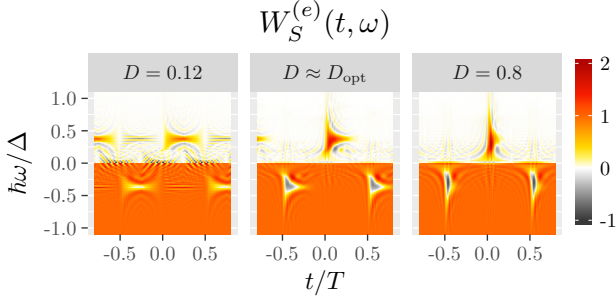 W_S^{(e)}(t, ω)
D = 0.12
D ≈ D_opt
D = 0.8
ħω/Δ
1.0
0.5
0.0
-0.5
-1.0
-0.5 0.0 0.5
-0.5 0.0 0.5
-0.5 0.0 0.5
t/T
2
1
0
-1